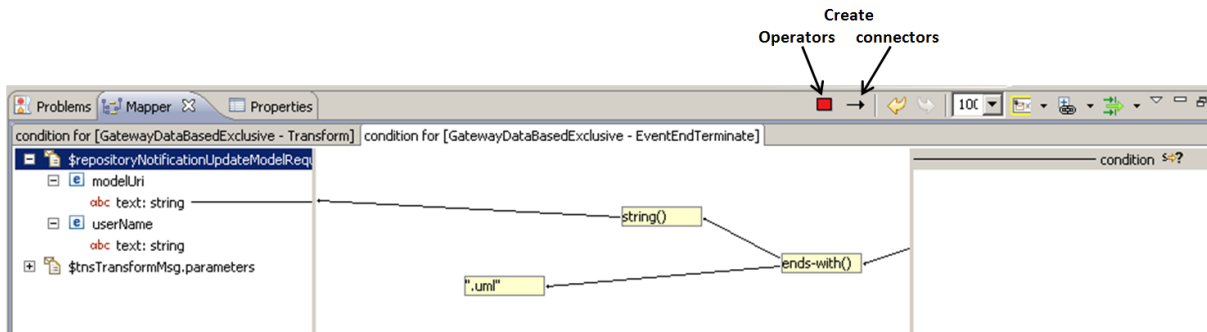 Create
Operators connectors
Problems Mapper Properties 100
condition for [GatewayDataBasedExclusive - Transform] condition for [GatewayDataBasedExclusive - EventEndTerminate]
$repositoryNotificationUpdateModelRequ condition
modelUri
abc text: string
string()
userName
abc text: string
ends-with()
$tnsTransformMsg.parameters
".uml"